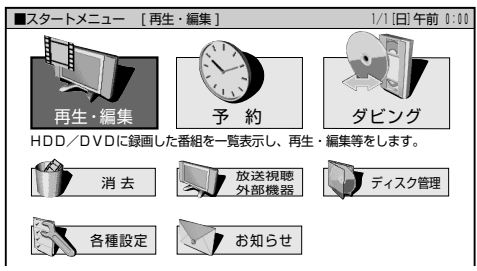 ■スタートメニュー　[再生・編集]　1/1[日]午前 0:00
再生・編集　予 約　ダビング
ＨＤＤ／ＤＶＤに録画した番組を一覧表示し、再生・編集等をします。
消 去　放送視聴　ディスク管理
外部機器
各種設定　お知らせ